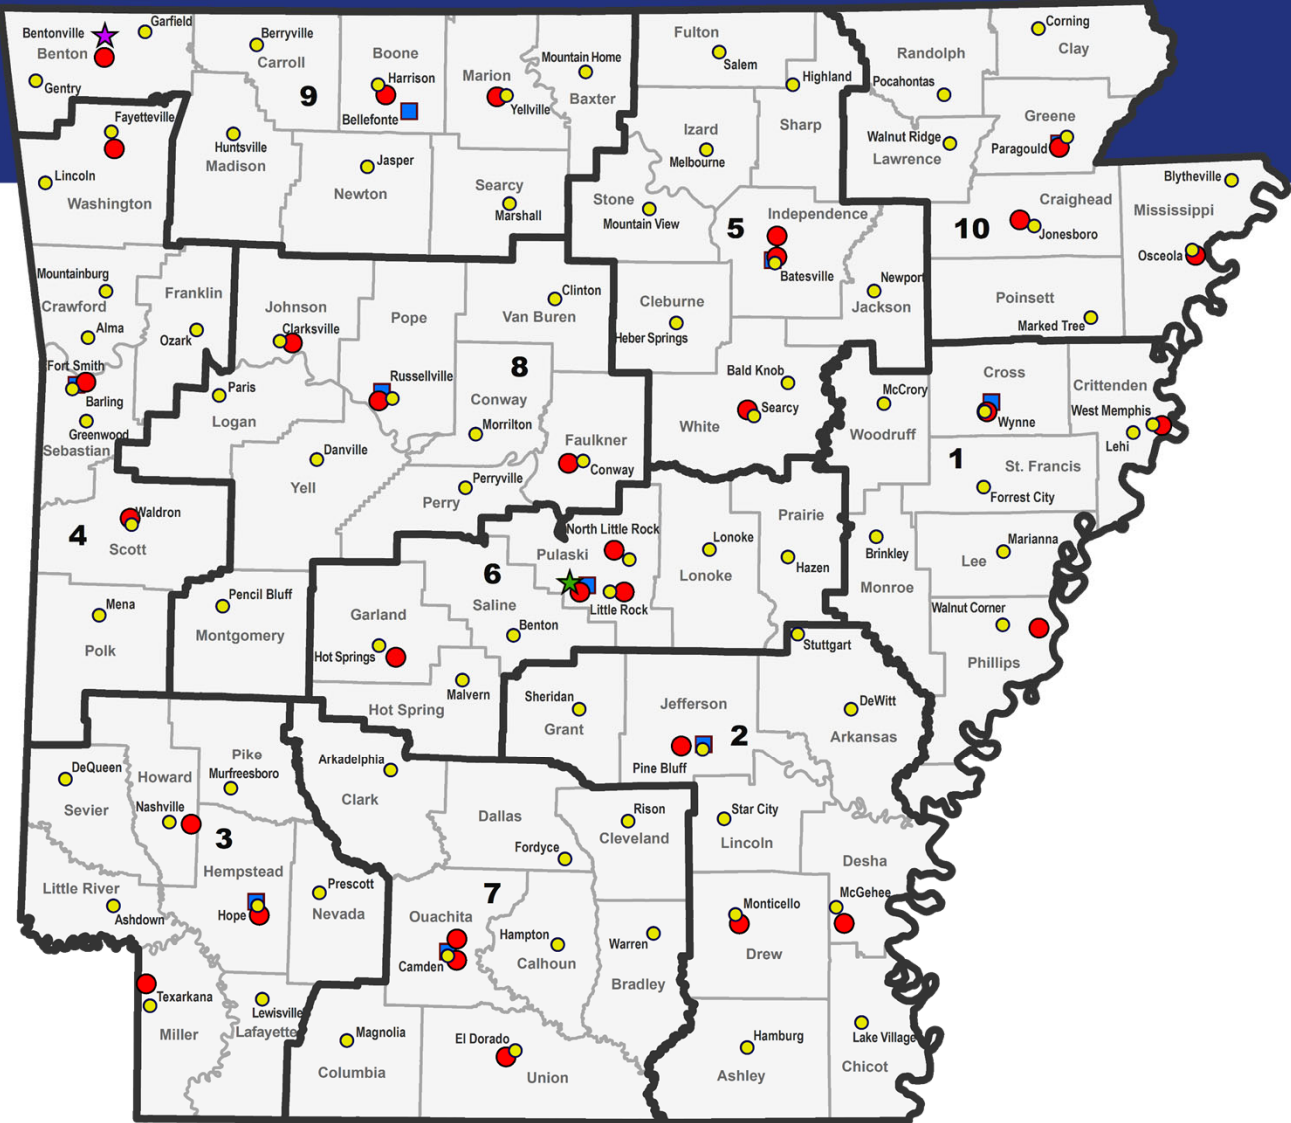 Garfield
Bentonville
Benton
Gentry
Berryville
Carroll
Boone
Harrison
Bellefonte
Marion
Yellville
Mountain Home
Baxter
9
Fayetteville
Lincoln
Washington
Huntsville
Madison
Jasper
Newton
Searcy
Marshall
Fulton
Salem
Highland
Sharp
Izard
Melbourne
Stone
Mountain View
5
Independence
Batesville
Newport
Jackson
Cleburne
Heber Springs
Bald Knob
Searcy
White
Randolph
Pocahontas
Corning
Clay
Greene
Paragould
Walnut Ridge
Lawrence
Craighead
Jonesboro
10
Blytheville
Mississippi
Osceola
Poinsett
Marked Tree
Mountainburg
Crawford
Alma
Franklin
Ozark
Fort Smith
Barling
Greenwood
Sebastian
Waldron
4
Scott
Mena
Polk
Johnson
Clarksville
Pope
Russellville
Clinton
Van Buren
8
Conway
Morrilton
Faulkner
Conway
Paris
Logan
Danville
Yell
Perryville
Perry
Pencil Bluff
Montgomery
Cross
Wynne
McCrory
Woodruff
Crittenden
West Memphis
Lehi
1
St. Francis
Forrest City
Brinkley
Monroe
Marianna
Lee
Walnut Corner
Phillips
North Little Rock
Pulaski
Little Rock
6
Saline
Benton
Lonoke
Lonoke
Prairie
Hazen
Garland
Hot Springs
Malvern
Hot Spring
Stuttgart
DeWitt
Arkansas
Sheridan
Grant
Jefferson
2
Pine Bluff
Star City
Lincoln
Desha
McGehee
Monticello
Drew
Hamburg
Ashley
Lake Village
Chicot
DeQueen
Sevier
Howard
Nashville
Pike
Murfreesboro
3
Hempstead
Hope
Little River
Ashdown
Prescott
Nevada
Texarkana
Miller
Lewisville
Lafayette
Arkadelphia
Clark
Dallas
Fordyce
Rison
Cleveland
7
Ouachita
Camden
Hampton
Calhoun
Warren
Bradley
Magnolia
Columbia
El Dorado
Union